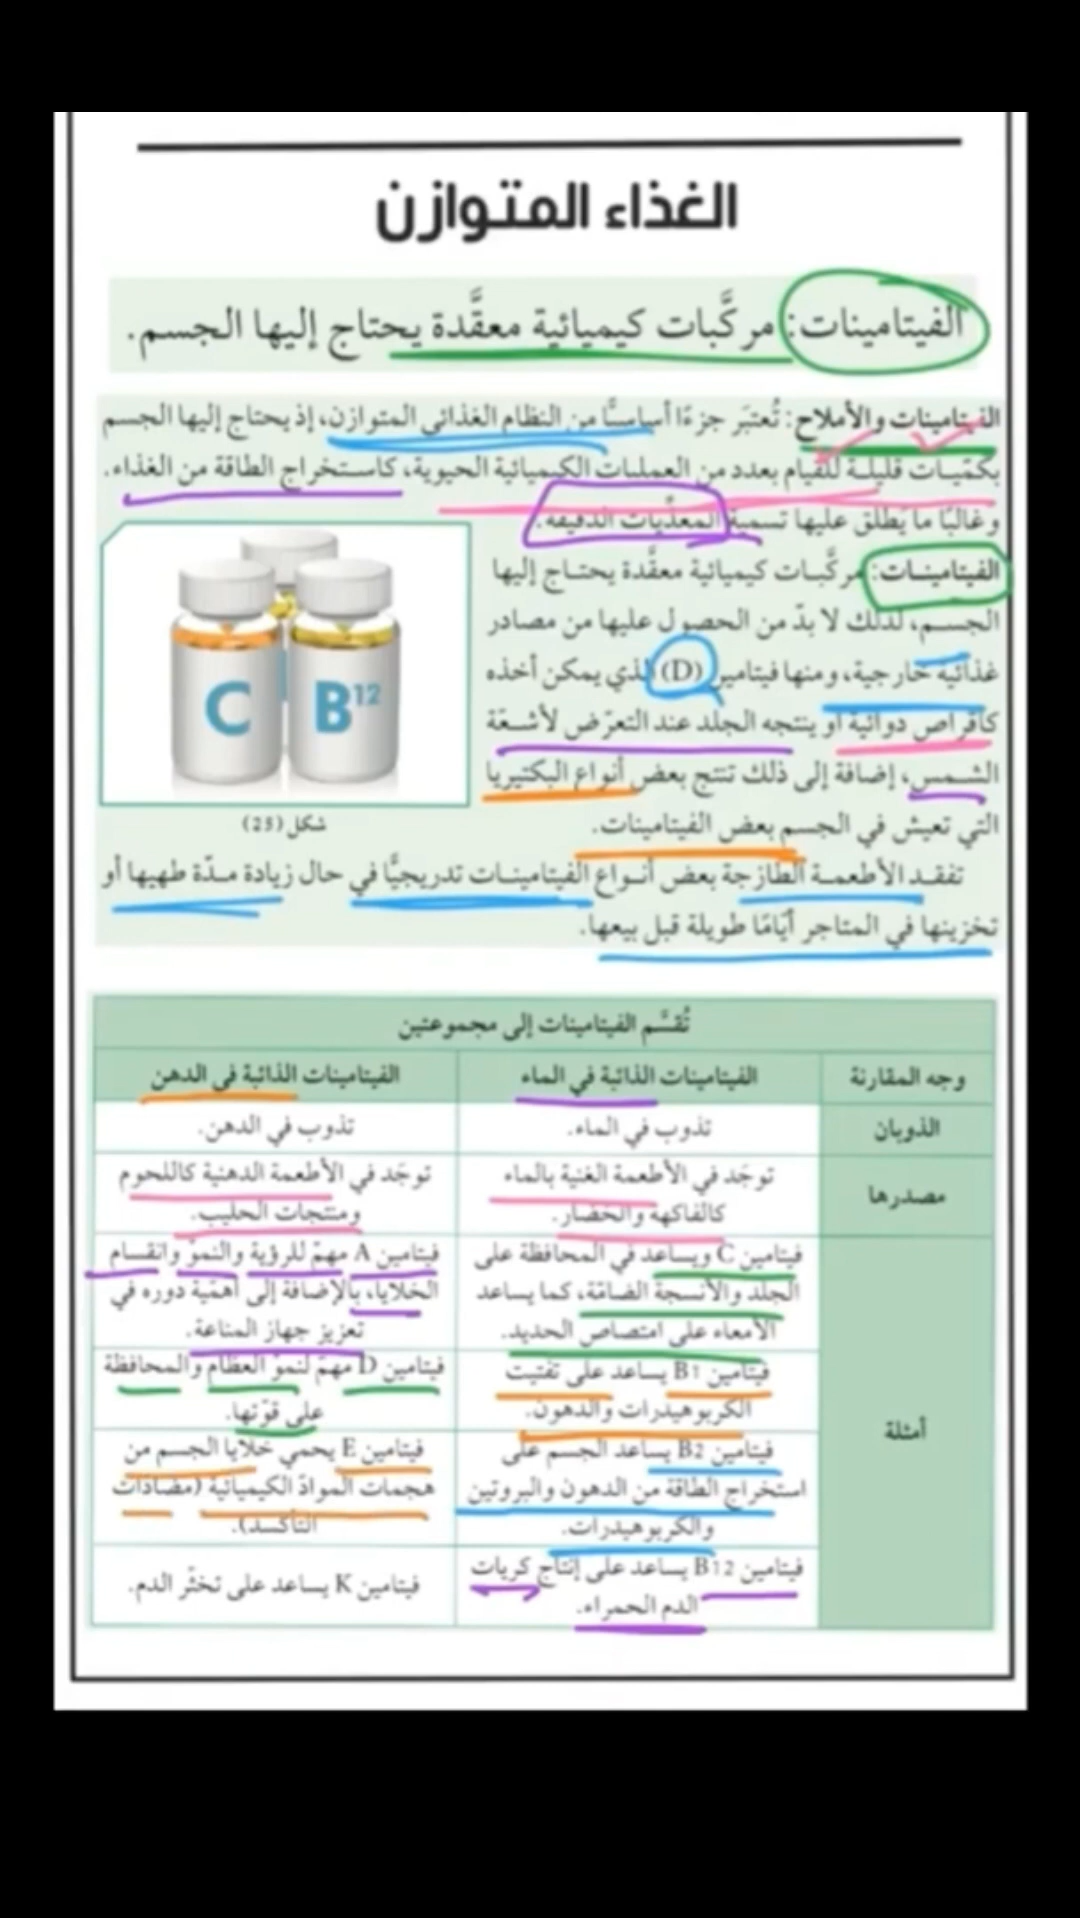 الغذاء المتوازن
الفيتامينات: مركَّبات كيميائية معقَّدة يحتاج إليها الجسم.
الفيتامينات والأملاح: تُعتبَر جزءًا أساسيًّا من النظام الغذائي المتوازن، إذ يحتاج إليها الجسم
بكمّيّات قليلة للقيام بعدد من العمليات الكيميائية الحيوية، كاستخراج الطاقة من الغذاء.
وغالبًا ما يُطلق عليها تسمية المغذّيات الدقيقة.
الفيتامينات: مركَّبات كيميائية معقَّدة يحتاج إليها
الجسم، لذلك لا بدّ من الحصول عليها من مصادر
غذائية خارجية، ومنها فيتامين (D) الذي يمكن أخذه
كأقراص دوائية أو ينتجه الجلد عند التعرّض لأشعّة
الشمس، إضافة إلى ذلك تنتج بعض أنواع البكتيريا
التي تعيش في الجسم بعض الفيتامينات.
C
B12
شكل (25)
تفقد الأطعمة الطازجة بعض أنواع الفيتامينات تدريجيًّا في حال زيادة مدّة طهيها أو
تخزينها في المتاجر أيّامًا طويلة قبل بيعها.
تُقسَّم الفيتامينات إلى مجموعتين
وجه المقارنة
الفيتامينات الذائبة في الماء
الفيتامينات الذائبة في الدهن
الذوبان
تذوب في الماء.
تذوب في الدهن.
مصدرها
توجَد في الأطعمة الغنية بالماء
كالفاكهة والخضار.
توجَد في الأطعمة الدهنية كاللحوم
ومنتجات الحليب.
أمثلة
فيتامين C ويساعد في المحافظة على
الجلد والأنسجة الضامّة، كما يساعد
الأمعاء على امتصاص الحديد.
فيتامين A مهمّ للرؤية والنموّ وانقسام
الخلايا، بالإضافة إلى أهمّية دوره في
تعزيز جهاز المناعة.
فيتامين B1 يساعد على تفتيت
الكربوهيدرات والدهون.
فيتامين D مهمّ لنموّ العظام والمحافظة
على قوّتها.
فيتامين B2 يساعد الجسم على
استخراج الطاقة من الدهون والبروتين
والكربوهيدرات.
فيتامين E يحمي خلايا الجسم من
هجمات الموادّ الكيميائية (مضادّات
التأكسد).
فيتامين B12 يساعد على إنتاج كريات
الدم الحمراء.
فيتامين K يساعد على تخثّر الدم.